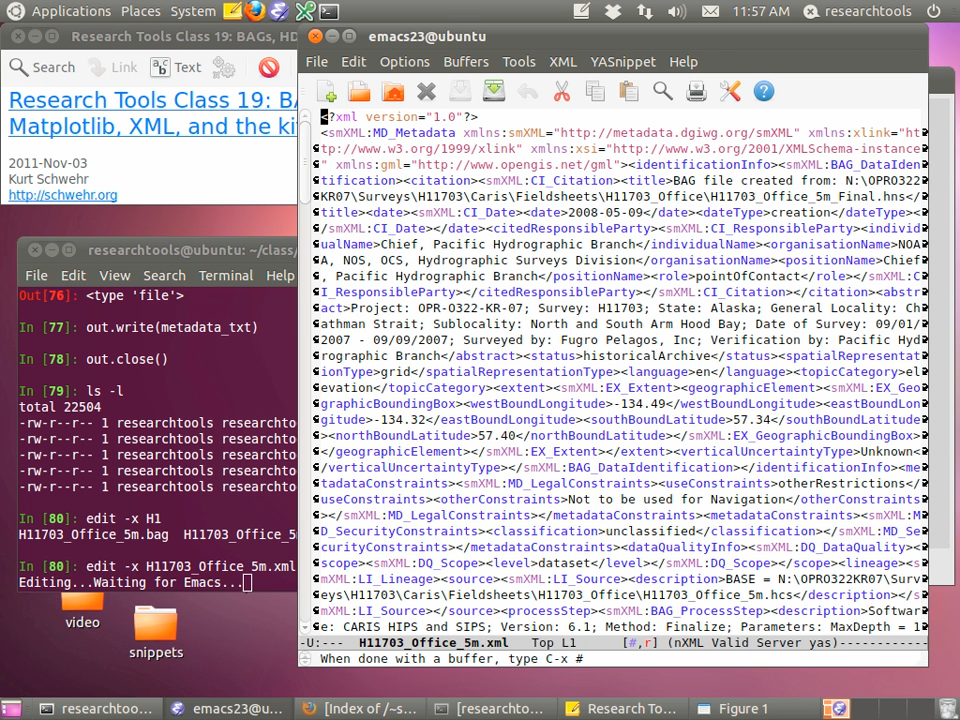 Applications Places System 11:57 AM researchtools
Research Tools Class 19: BAGs, HD
Search Link Text
Research Tools Class 19: BA
Matplotlib, XML, and the ki
2011-Nov-03
Kurt Schwehr
http://schwehr.org
researchtools@ubuntu: ~/class/
File Edit View Search Terminal Help
Out[76]: <type 'file'>
In [77]: out.write(metadata_txt)
In [78]: out.close()
In [79]: ls -l
total 22504
-rw-r--r-- 1 researchtools researchto
-rw-r--r-- 1 researchtools researchto
-rw-r--r-- 1 researchtools researchto
-rw-r--r-- 1 researchtools researchto
-rw-r--r-- 1 researchtools researchto
In [80]: edit -x H1
H11703_Office_5m.bag H11703_Office_5
In [80]: edit -x H11703_Office_5m.xml
Editing...Waiting for Emacs...
video
snippets
emacs23@ubuntu
File Edit Options Buffers Tools XML YASnippet Help
<?xml version="1.0"?>
<smXML:MD_Metadata xmlns:smXML="http://metadata.dgiwg.org/smXML" xmlns:xlink="ht
tp://www.w3.org/1999/xlink" xmlns:xsi="http://www.w3.org/2001/XMLSchema-instance
" xmlns:gml="http://www.opengis.net/gml"><identificationInfo><smXML:BAG_DataIden
tification><citation><smXML:CI_Citation><title>BAG file created from: N:\OPRO322
KR07\Surveys\H11703\Caris\Fieldsheets\H11703_Office\H11703_Office_5m_Final.hns</
title><date><smXML:CI_Date><date>2008-05-09</date><dateType>creation</dateType><
/smXML:CI_Date></date><citedResponsibleParty><smXML:CI_ResponsibleParty><individ
ualName>Chief, Pacific Hydrographic Branch</individualName><organisationName>NOA
A, NOS, OCS, Hydrographic Surveys Division</organisationName><positionName>Chief
, Pacific Hydrographic Branch</positionName><role>pointOfContact</role></smXML:C
I_ResponsibleParty></citedResponsibleParty></smXML:CI_Citation></citation><abstr
act>Project: OPR-O322-KR-07; Survey: H11703; State: Alaska; General Locality: Ch
athman Strait; Sublocality: North and South Arm Hood Bay; Date of Survey: 09/01/
2007 - 09/09/2007; Surveyed by: Fugro Pelagos, Inc; Verification by: Pacific Hyd
rographic Branch</abstract><status>historicalArchive</status><spatialRepresentat
ionType>grid</spatialRepresentationType><language>en</language><topicCategory>el
evation</topicCategory><extent><smXML:EX_Extent><geographicElement><smXML:EX_Geo
graphicBoundingBox><westBoundLongitude>-134.49</westBoundLongitude><eastBoundLon
gitude>-134.32</eastBoundLongitude><southBoundLatitude>57.34</southBoundLatitude
><northBoundLatitude>57.40</northBoundLatitude></smXML:EX_GeographicBoundingBox>
</geographicElement></smXML:EX_Extent></extent><verticalUncertaintyType>Unknown<
/verticalUncertaintyType></smXML:BAG_DataIdentification></identificationInfo><me
tadataConstraints><smXML:MD_LegalConstraints><useConstraints>otherRestrictions</
useConstraints><otherConstraints>Not to be used for Navigation</otherConstraints
></smXML:MD_LegalConstraints></metadataConstraints><metadataConstraints><smXML:M
D_SecurityConstraints><classification>unclassified</classification></smXML:MD_Se
curityConstraints></metadataConstraints><dataQualityInfo><smXML:DQ_DataQuality><
scope><smXML:DQ_Scope><level>dataset</level></smXML:DQ_Scope></scope><lineage><s
mXML:LI_Lineage><source><smXML:LI_Source><description>BASE = N:\OPRO322KR07\Surv
eys\H11703\Caris\Fieldsheets\H11703_Office\H11703_Office_5m.hcs</description></s
mXML:LI_Source></source><processStep><smXML:BAG_ProcessStep><description>Softwar
e: CARIS HIPS and SIPS; Version: 6.1; Method: Finalize; Parameters: MaxDepth = 1
-U:--- H11703_Office_5m.xml Top L1 [#,r] (nXML Valid Server yas)------------
When done with a buffer, type C-x #
researchtoo... emacs23@u... [Index of /~s... [researchto... Research To... Figure 1